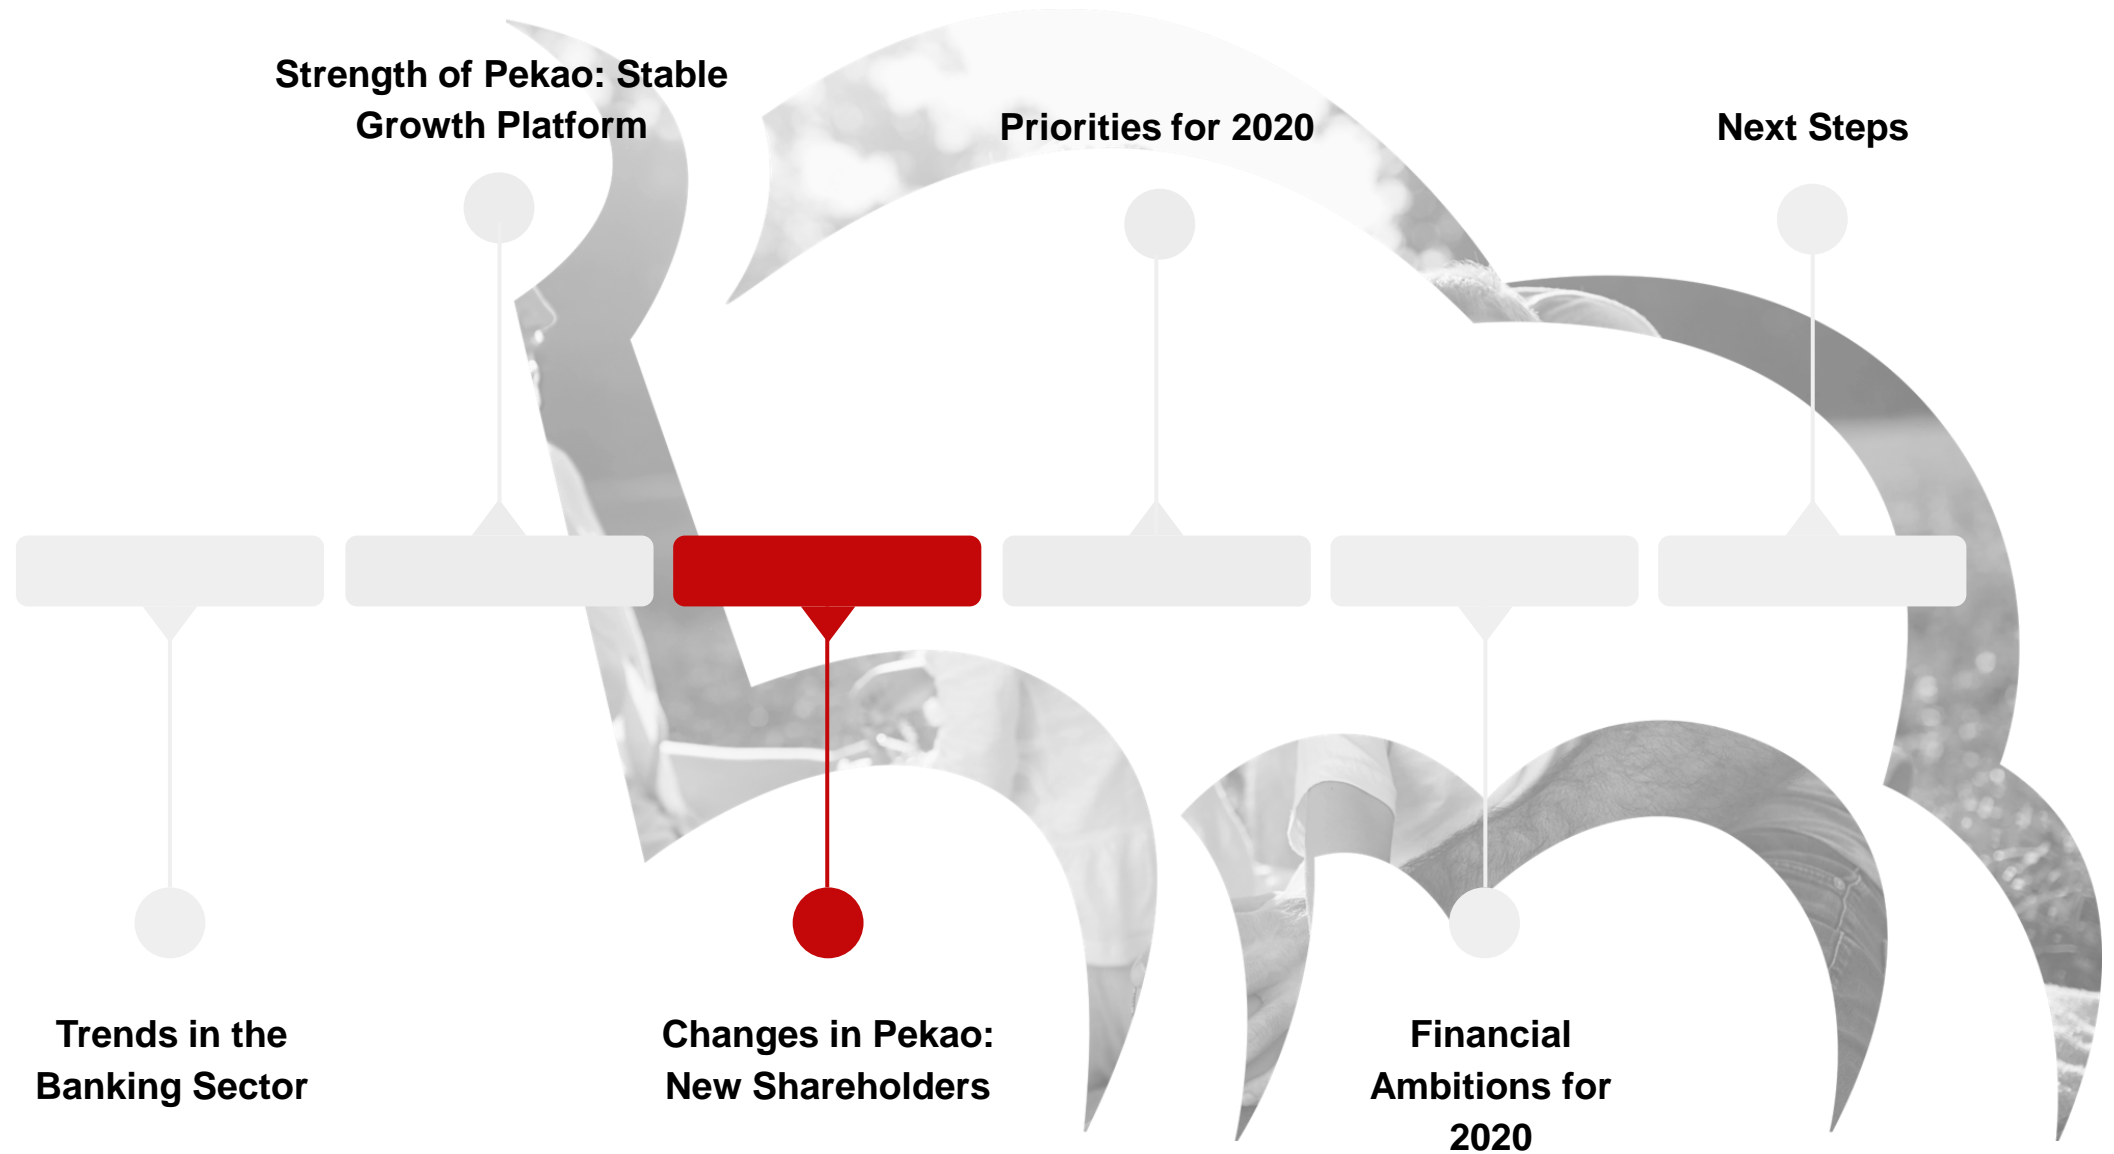 Strength of Pekao: Stable
Growth Platform
Priorities for 2020
Next Steps
Trends in the
Banking Sector
Changes in Pekao:
New Shareholders
Financial
Ambitions for
2020